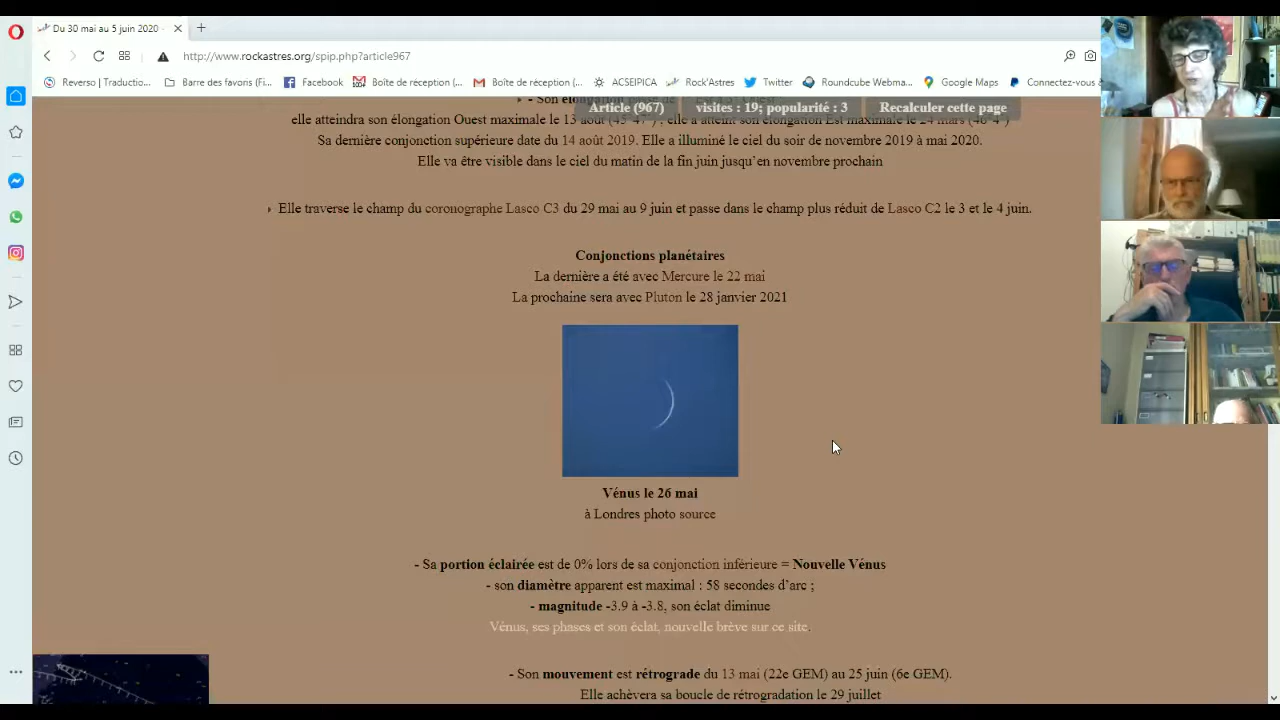 Du 30 mai au 5 juin 2020 -
http://www.rockastres.org/spip.php?article967
Reverso | Traductio... Barre des favoris (Fi... Facebook Boîte de réception (... Boîte de réception (... ACSEIPICA Rock'Astres Twitter Roundcube Webma... Google Maps Connectez-vous
Article (967) visites : 19; popularité : 3 Recalculer cette page
- Son élongation
elle atteindra son élongation Ouest maximale le 13 août elle a atteint son élongation Est maximale le 24 mars
Sa dernière conjonction supérieure date du 14 août 2019. Elle a illuminé le ciel du soir de novembre 2019 à mai 2020.
Elle va être visible dans le ciel du matin de la fin juin jusqu'en novembre prochain
Elle traverse le champ du coronographe Lasco C3 du 29 mai au 9 juin et passe dans le champ plus réduit de Lasco C2 le 3 et le 4 juin.
Conjonctions planétaires
La dernière a été avec Mercure le 22 mai
La prochaine sera avec Pluton le 28 janvier 2021
Vénus le 26 mai
à Londres photo source
- Sa portion éclairée est de 0% lors de sa conjonction inférieure = Nouvelle Vénus
- son diamètre apparent est maximal : 58 secondes d'arc ;
- magnitude -3.9 à -3.8, son éclat diminue
Vénus, ses phases et son éclat, nouvelle brève sur ce site.
- Son mouvement est rétrograde du 13 mai (22e GEM) au 25 juin (6e GEM).
Elle achèvera sa boucle de rétrogradation le 29 juillet